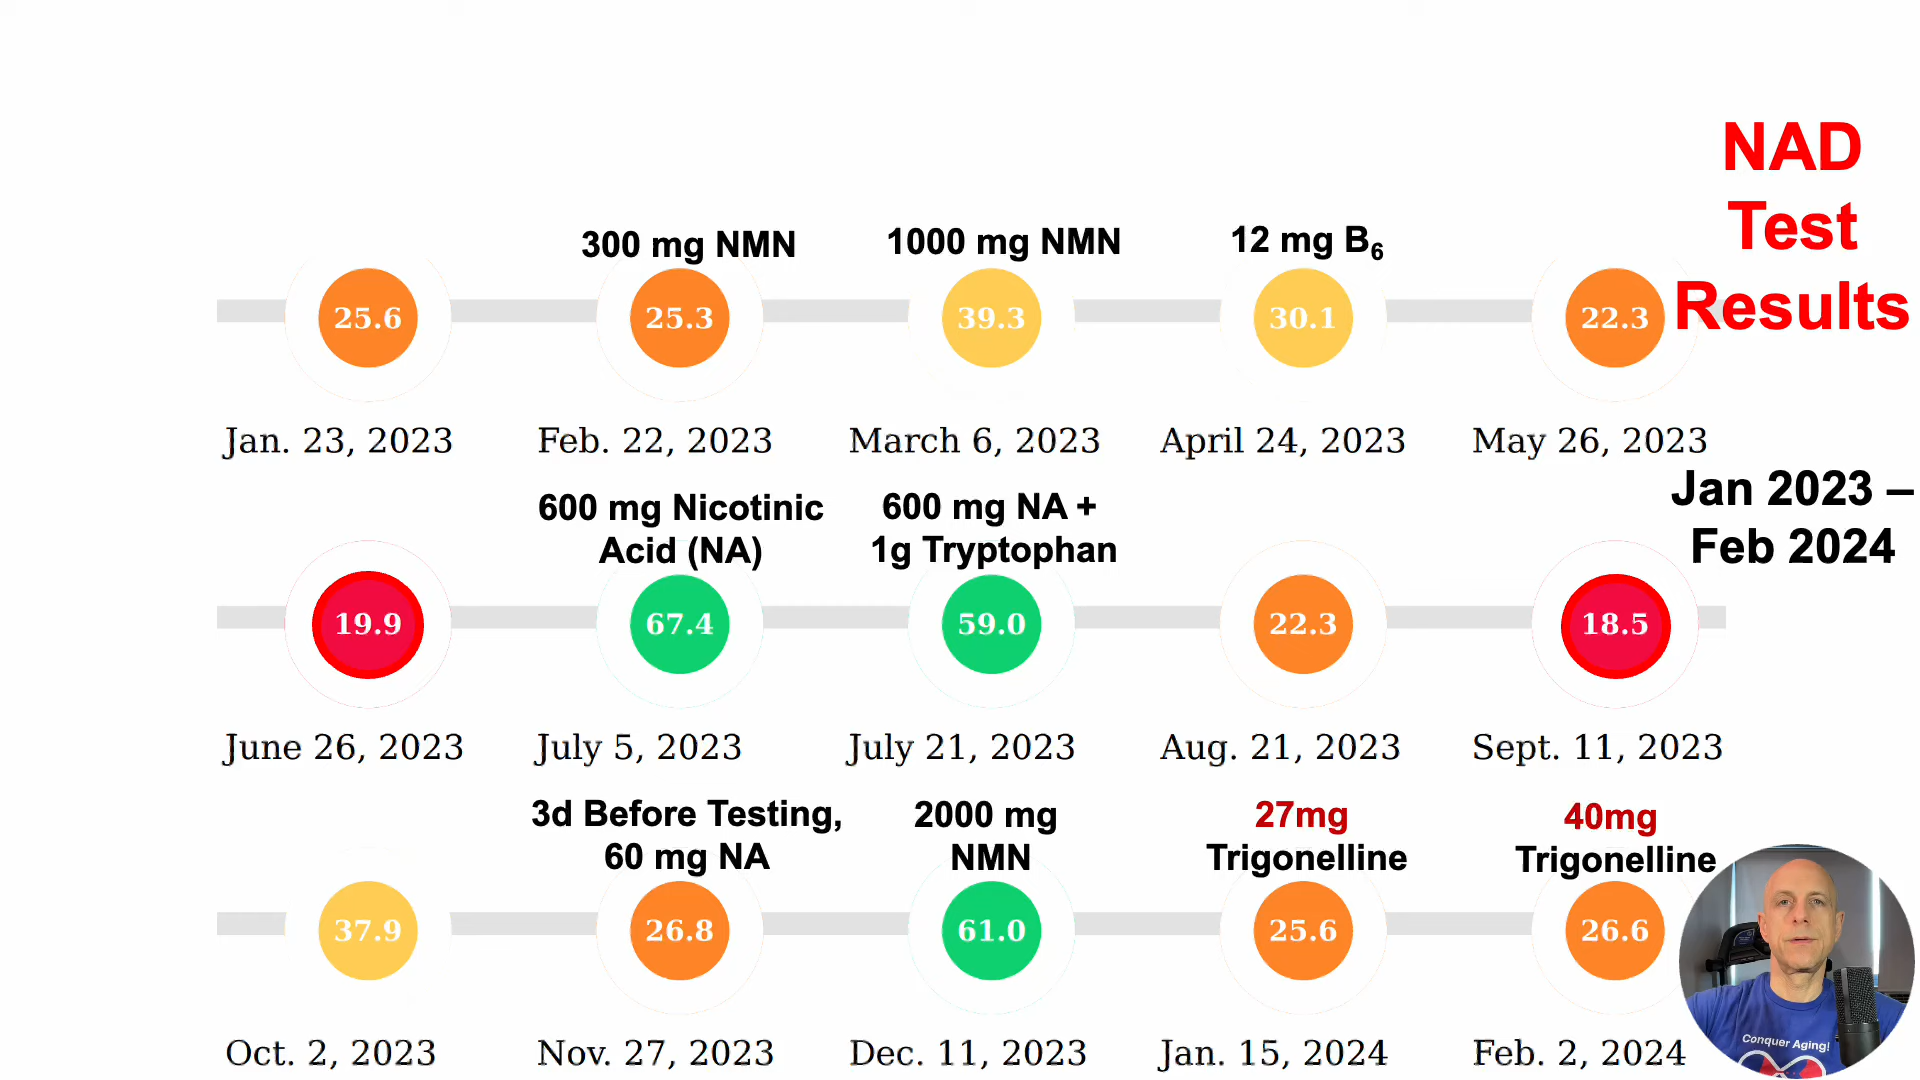 NAD
Test
Results
300 mg NMN
1000 mg NMN
12 mg B₆
25.6
25.3
39.3
30.1
22.3
Jan. 23, 2023
Feb. 22, 2023
March 6, 2023
April 24, 2023
May 26, 2023
Jan 2023 –
Feb 2024
600 mg Nicotinic
Acid (NA)
600 mg NA +
1g Tryptophan
19.9
67.4
59.0
22.3
18.5
June 26, 2023
July 5, 2023
July 21, 2023
Aug. 21, 2023
Sept. 11, 2023
3d Before Testing,
60 mg NA
2000 mg
NMN
27mg
Trigonelline
40mg
Trigonelline
37.9
26.8
61.0
25.6
26.6
Oct. 2, 2023
Nov. 27, 2023
Dec. 11, 2023
Jan. 15, 2024
Feb. 2, 2024
Conquer Aging!